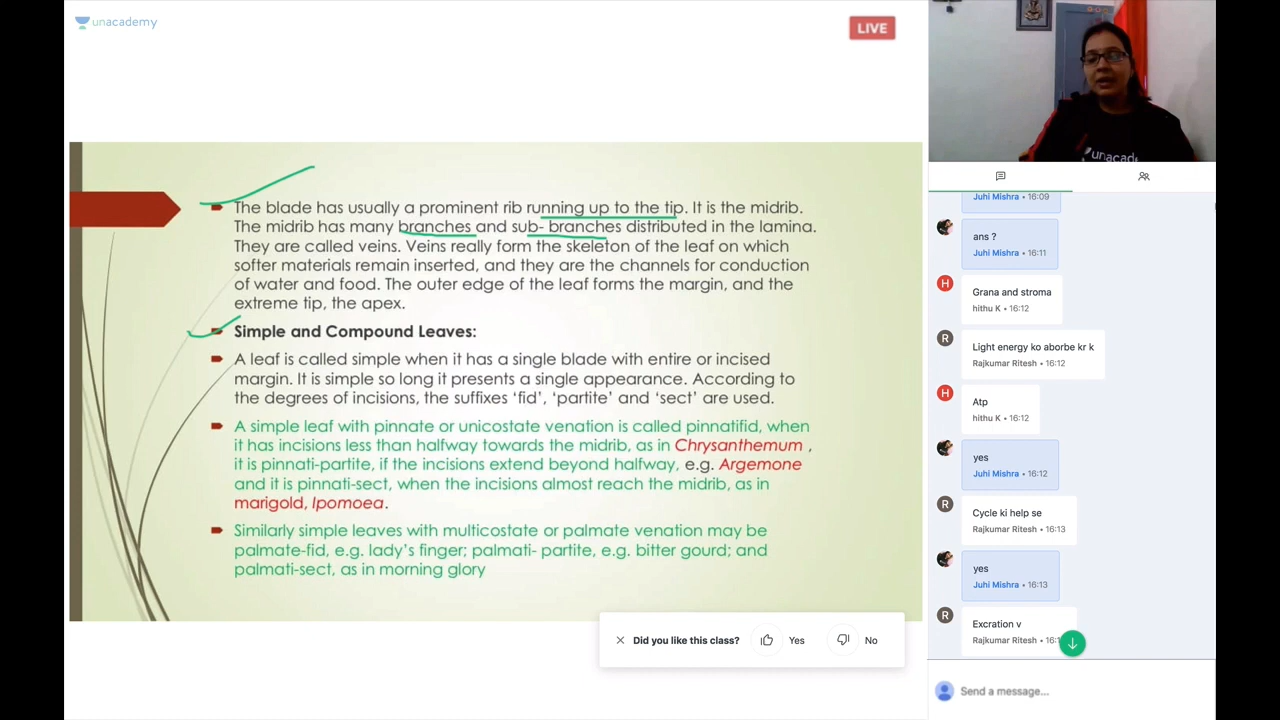 unacademy
LIVE
The blade has usually a prominent rib running up to the tip. It is the midrib.
The midrib has many branches and sub- branches distributed in the lamina.
They are called veins. Veins really form the skeleton of the leaf on which
softer materials remain inserted, and they are the channels for conduction
of water and food. The outer edge of the leaf forms the margin, and the
extreme tip, the apex.
Simple and Compound Leaves:
A leaf is called simple when it has a single blade with entire or incised
margin. It is simple so long it presents a single appearance. According to
the degrees of incisions, the suffixes 'fid', 'partite' and 'sect' are used.
A simple leaf with pinnate or unicostate venation is called pinnatifid, when
it has incisions less than halfway towards the midrib, as in Chrysanthemum ,
it is pinnati-partite, if the incisions extend beyond halfway, e.g. Argemone
and it is pinnati-sect, when the incisions almost reach the midrib, as in
marigold, Ipomoea.
Similarly simple leaves with multicostate or palmate venation may be
palmate-fid, e.g. lady's finger; palmati- partite, e.g. bitter gourd; and
palmati-sect, as in morning glory
Did you like this class? Yes No
unacad
Juhi Mishra • 16:09
ans ?
Juhi Mishra • 16:11
H
Grana and stroma
hithu K • 16:12
R
Light energy ko aborbe kr k
Rajkumar Ritesh • 16:12
H
Atp
hithu K • 16:12
yes
Juhi Mishra • 16:12
R
Cycle ki help se
Rajkumar Ritesh • 16:13
yes
Juhi Mishra • 16:13
R
Excration v
Rajkumar Ritesh
Send a message...